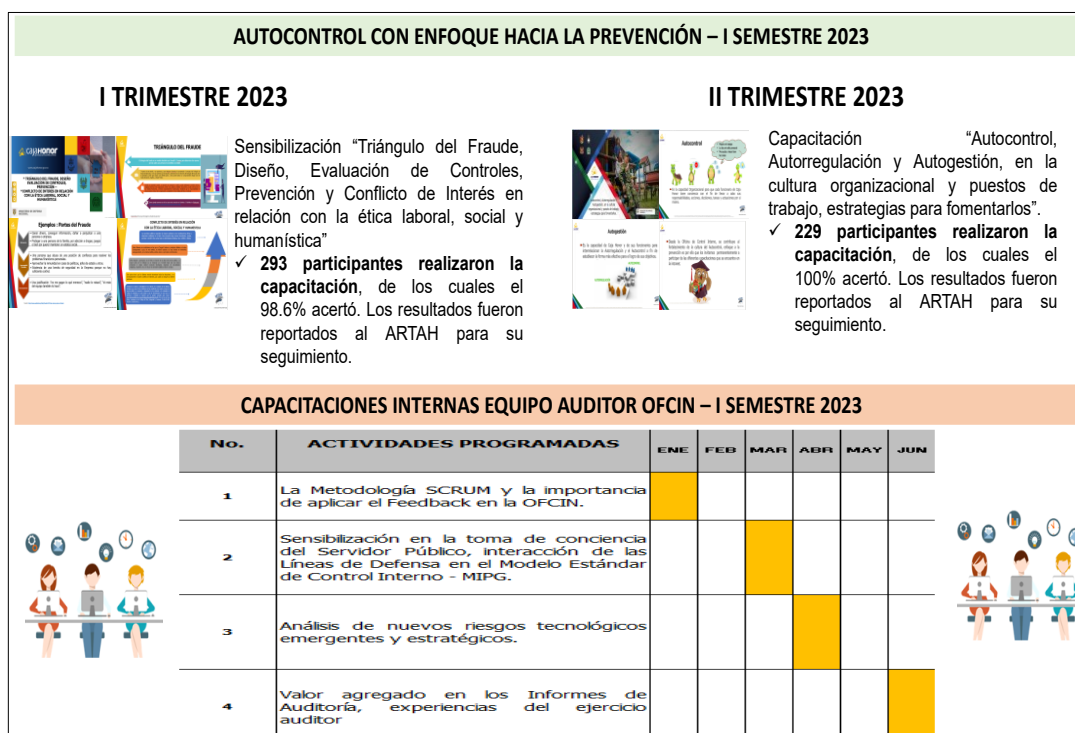 AUTOCONTROL CON ENFOQUE HACIA LA PREVENCIÓN – I SEMESTRE 2023
I TRIMESTRE 2023
cajaHonor
TRIÁNGULO DEL FRAUDE
Ejemplos / Partes del Fraude
Sensibilización “Triángulo del Fraude,
Diseño, Evaluación de Controles,
Prevención y Conflicto de Interés en
relación con la ética laboral, social y
humanística”
✓ 293 participantes realizaron la
capacitación, de los cuales el
98.6% acertó. Los resultados fueron
reportados al ARTAH para su
seguimiento.
II TRIMESTRE 2023
Autocontrol
Autogestión
Capacitación “Autocontrol,
Autorregulación y Autogestión, en la
cultura organizacional y puestos de
trabajo, estrategias para fomentarlos”.
✓ 229 participantes realizaron la
capacitación, de los cuales el
100% acertó. Los resultados fueron
reportados al ARTAH para su
seguimiento.
CAPACITACIONES INTERNAS EQUIPO AUDITOR OFCIN – I SEMESTRE 2023
No. ACTIVIDADES PROGRAMADAS ENE FEB MAR ABR MAY JUN
1 La Metodología SCRUM y la importancia
de aplicar el Feedback en la OFCIN.
2 Sensibilización en la toma de conciencia
del Servidor Público, interacción de las
Líneas de Defensa en el Modelo Estándar
de Control Interno - MIPG.
3 Análisis de nuevos riesgos tecnológicos
emergentes y estratégicos.
4 Valor agregado en los Informes de
Auditoría, experiencias del ejercicio
auditor